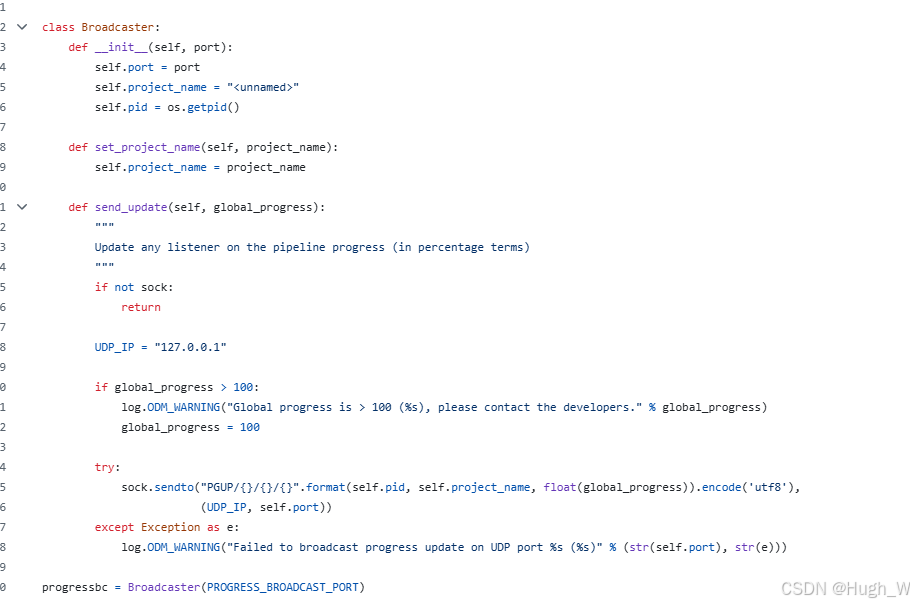 1
2 class Broadcaster:
3     def __init__(self, port):
4         self.port = port
5         self.project_name = "<unnamed>"
6         self.pid = os.getpid()
7
8     def set_project_name(self, project_name):
9         self.project_name = project_name
0
1     def send_update(self, global_progress):
2         """
3         Update any listener on the pipeline progress (in percentage terms)
4         """
5         if not sock:
6             return
7
8         UDP_IP = "127.0.0.1"
9
0         if global_progress > 100:
1             log.ODM_WARNING("Global progress is > 100 (%s), please contact the developers." % global_progress)
2             global_progress = 100
3
4         try:
5             sock.sendto("PGUP/{}/{}/{}".format(self.pid, self.project_name, float(global_progress)).encode('utf8'),
6                         (UDP_IP, self.port))
7         except Exception as e:
8             log.ODM_WARNING("Failed to broadcast progress update on UDP port %s (%s)" % (str(self.port), str(e)))
9
0 progressbc = Broadcaster(PROGRESS_BROADCAST_PORT)
CSDN @Hugh_W